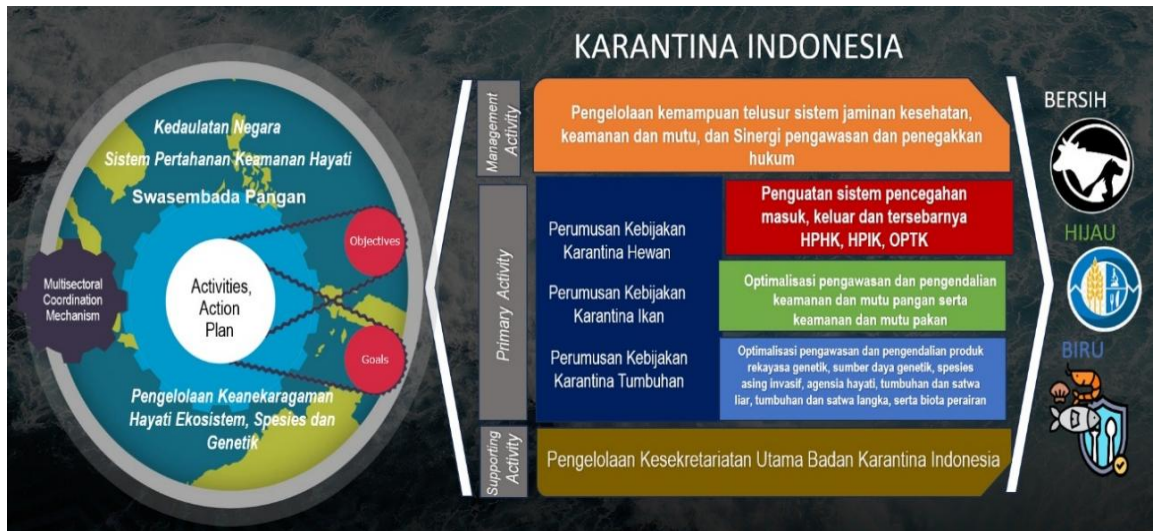 KARANTINA INDONESIA
Kedaulatan Negara
Sistem Pertahanan Keamanan Hayati
Swasembada Pangan
Objectives
Multisectoral
Coordination
Mechanism
Activities,
Action
Plan
Goals
Pengelolaan Keanekaragaman
Hayati Ekosistem, Spesies dan
Genetik
Management
Activity
Pengelolaan kemampuan telusur sistem jaminan kesehatan,
keamanan dan mutu, dan Sinergi pengawasan dan penegakkan
hukum
Primary Activity
Perumusan Kebijakan
Karantina Hewan
Perumusan Kebijakan
Karantina Ikan
Perumusan Kebijakan
Karantina Tumbuhan
Penguatan sistem pencegahan
masuk, keluar dan tersebarnya
HPHK, HPIK, OPTK
Optimalisasi pengawasan dan pengendalian
keamanan dan mutu pangan serta
keamanan dan mutu pakan
Optimalisasi pengawasan dan pengendalian produk
rekayasa genetik, sumber daya genetik, spesies
asing invasif, agensia hayati, tumbuhan dan satwa
liar, tumbuhan dan satwa langka, serta biota perairan
Supporting
Activity
Pengelolaan Kesekretariatan Utama Badan Karantina Indonesia
BERSIH
HIJAU
BIRU